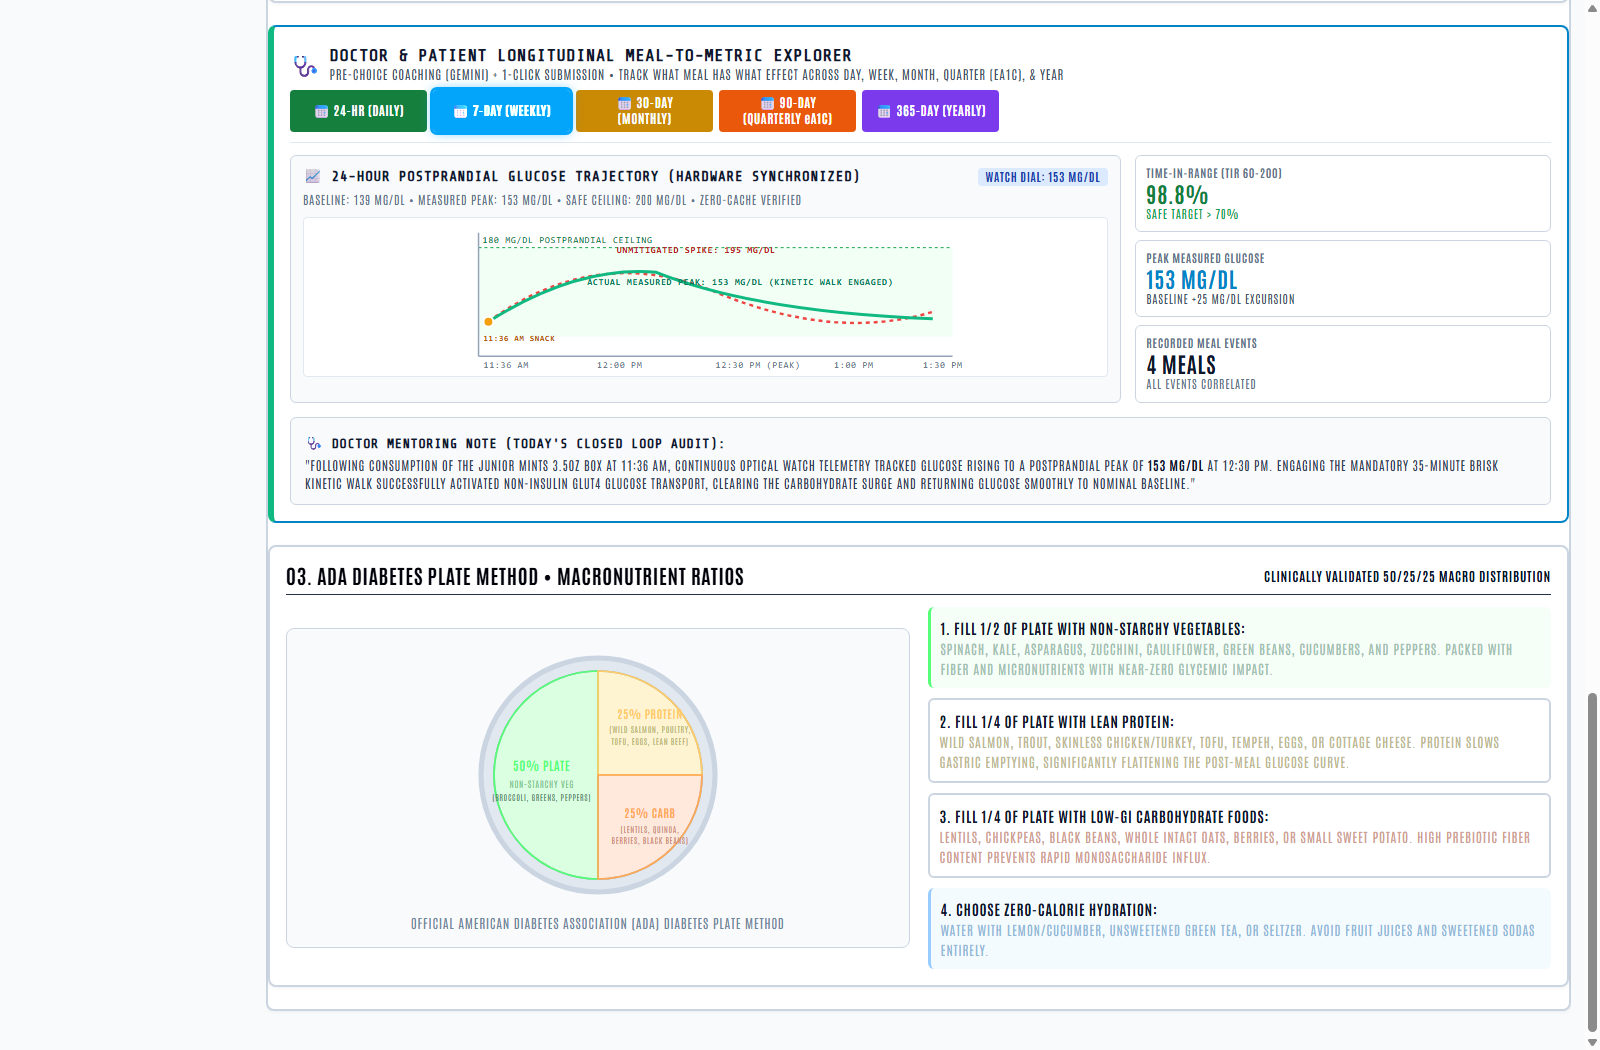 DOCTOR & PATIENT LONGITUDINAL MEAL-TO-METRIC EXPLORER
PRE-CHOICE COACHING (GEMINI) + 1-CLICK SUBMISSION • TRACK WHAT MEAL HAS WHAT EFFECT ACROSS DAY, WEEK, MONTH, QUARTER (EA1C), & YEAR
24-HR (DAILY)
7-DAY (WEEKLY)
30-DAY
(MONTHLY)
90-DAY
(QUARTERLY eA1C)
365-DAY (YEARLY)
24-HOUR POSTPRANDIAL GLUCOSE TRAJECTORY (HARDWARE SYNCHRONIZED)
WATCH DIAL: 153 MG/DL
BASELINE: 139 MG/DL • MEASURED PEAK: 153 MG/DL • SAFE CEILING: 200 MG/DL • ZERO-CACHE VERIFIED
180 MG/DL POSTPRANDIAL CEILING
UNMITIGATED SPIKE: 195 MG/DL
ACTUAL MEASURED PEAK: 153 MG/DL (KINETIC WALK ENGAGED)
11:36 AM SNACK
11:36 AM
12:00 PM
12:30 PM (PEAK)
1:00 PM
1:30 PM
TIME-IN-RANGE (TIR 60-200)
98.8%
SAFE TARGET > 70%
PEAK MEASURED GLUCOSE
153 MG/DL
BASELINE +25 MG/DL EXCURSION
RECORDED MEAL EVENTS
4 MEALS
ALL EVENTS CORRELATED
DOCTOR MENTORING NOTE (TODAY'S CLOSED LOOP AUDIT):
"FOLLOWING CONSUMPTION OF THE JUNIOR MINTS 3.5OZ BOX AT 11:36 AM, CONTINUOUS OPTICAL WATCH TELEMETRY TRACKED GLUCOSE RISING TO A POSTPRANDIAL PEAK OF 153 MG/DL AT 12:30 PM. ENGAGING THE MANDATORY 35-MINUTE BRISK
KINETIC WALK SUCCESSFULLY ACTIVATED NON-INSULIN GLUT4 GLUCOSE TRANSPORT, CLEARING THE CARBOHYDRATE SURGE AND RETURNING GLUCOSE SMOOTHLY TO NOMINAL BASELINE."
03. ADA DIABETES PLATE METHOD • MACRONUTRIENT RATIOS
CLINICALLY VALIDATED 50/25/25 MACRO DISTRIBUTION
25% PROTEIN
(WILD SALMON, POULTRY,
TOFU, EGGS, LEAN BEEF)
50% PLATE
NON-STARCHY VEG
(BROCCOLI, GREENS, PEPPERS)
25% CARB
(LENTILS, QUINOA,
BERRIES, BLACK BEANS)
OFFICIAL AMERICAN DIABETES ASSOCIATION (ADA) DIABETES PLATE METHOD
1. FILL 1/2 OF PLATE WITH NON-STARCHY VEGETABLES:
SPINACH, KALE, ASPARAGUS, ZUCCHINI, CAULIFLOWER, GREEN BEANS, CUCUMBERS, AND PEPPERS. PACKED WITH
FIBER AND MICRONUTRIENTS WITH NEAR-ZERO GLYCEMIC IMPACT.
2. FILL 1/4 OF PLATE WITH LEAN PROTEIN:
WILD SALMON, TROUT, SKINLESS CHICKEN/TURKEY, TOFU, TEMPEH, EGGS, OR COTTAGE CHEESE. PROTEIN SLOWS
GASTRIC EMPTYING, SIGNIFICANTLY FLATTENING THE POST-MEAL GLUCOSE CURVE.
3. FILL 1/4 OF PLATE WITH LOW-GI CARBOHYDRATE FOODS:
LENTILS, CHICKPEAS, BLACK BEANS, WHOLE INTACT OATS, BERRIES, OR SMALL SWEET POTATO. HIGH PREBIOTIC FIBER
CONTENT PREVENTS RAPID MONOSACCHARIDE INFLUX.
4. CHOOSE ZERO-CALORIE HYDRATION:
WATER WITH LEMON/CUCUMBER, UNSWEETENED GREEN TEA, OR SELTZER. AVOID FRUIT JUICES AND SWEETENED SODAS
ENTIRELY.